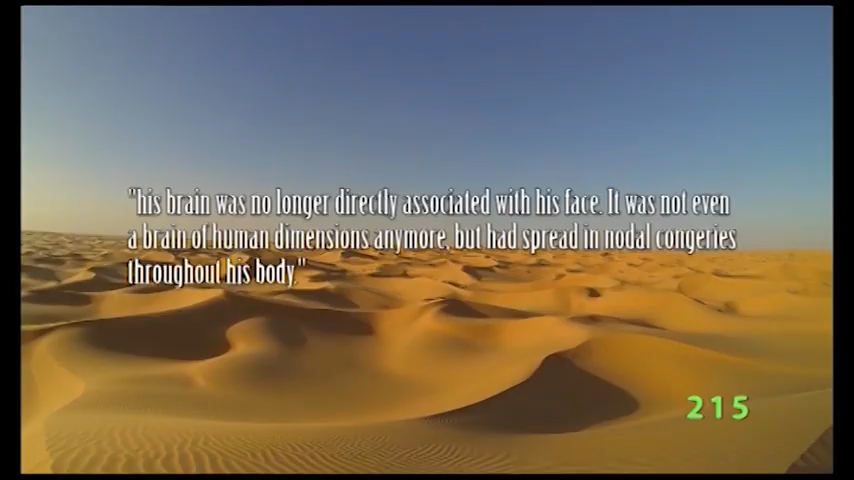 "his brain was no longer directly associated with his face. It was not even
a brain of human dimensions anymore, but had spread in nodal congeries
throughout his body."
215